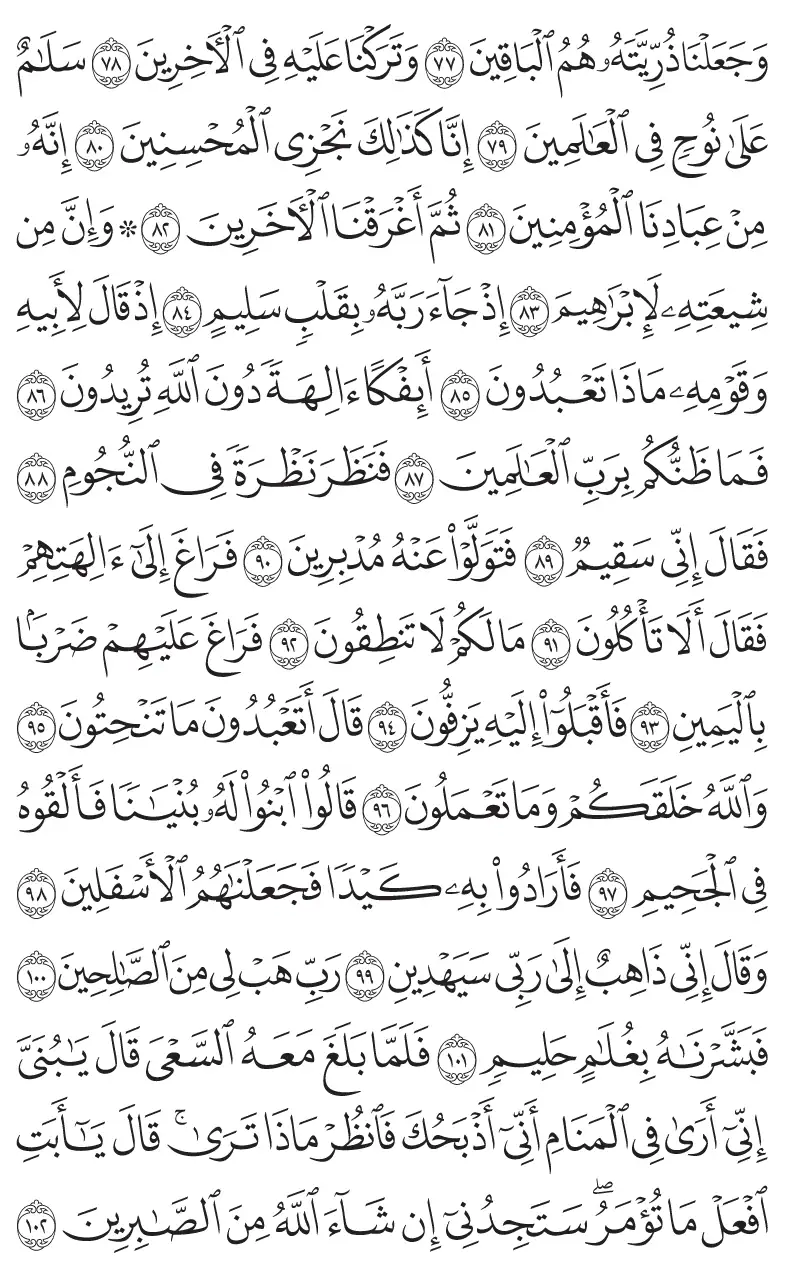 وَجَعَلْنَا ذُرِّيَّتَهُۥ هُمُ ٱلْبَاقِينَ ٧٧ وَتَرَكْنَا عَلَيْهِ فِى ٱلْأَخِرِينَ ٧٨ سَلَٰمٌ
عَلَىٰ نُوحٍ فِى ٱلْعَٰلَمِينَ ٧٩ إِنَّا كَذَٰلِكَ نَجْزِى ٱلْمُحْسِنِينَ ٨٠ إِنَّهُۥ
مِنْ عِبَادِنَا ٱلْمُؤْمِنِينَ ٨١ ثُمَّ أَغْرَقْنَا ٱلْأَخَرِينَ ٨٢ ۞ وَإِنَّ مِن
شِيعَتِهِۦ لَإِبْرَٰهِيمَ ٨٣ إِذْ جَآءَ رَبَّهُۥ بِقَلْبٍ سَلِيمٍ ٨٤ إِذْ قَالَ لِأَبِيهِ
وَقَوْمِهِۦ مَاذَا تَعْبُدُونَ ٨٥ أَئِفْكًا ءَالِهَةً دُونَ ٱللَّهِ تُرِيدُونَ ٨٦
فَمَا ظَنُّكُم بِرَبِّ ٱلْعَٰلَمِينَ ٨٧ فَنَظَرَ نَظْرَةً فِى ٱلنُّجُومِ ٨٨
فَقَالَ إِنِّى سَقِيمٌ ٨٩ فَتَوَلَّوْا۟ عَنْهُ مُدْبِرِينَ ٩٠ فَرَاغَ إِلَىٰٓ ءَالِهَتِهِمْ
فَقَالَ أَلَا تَأْكُلُونَ ٩١ مَا لَكُمْ لَا تَنطِقُونَ ٩٢ فَرَاغَ عَلَيْهِمْ ضَرْبًۢا
بِٱلْيَمِينِ ٩٣ فَأَقْبَلُوٓا۟ إِلَيْهِ يَزِفُّونَ ٩٤ قَالَ أَتَعْبُدُونَ مَا تَنْحِتُونَ ٩٥
وَٱللَّهُ خَلَقَكُمْ وَمَا تَعْمَلُونَ ٩٦ قَالُوا۟ ٱبْنُوا۟ لَهُۥ بُنْيَٰنًا فَأَلْقُوهُ
فِى ٱلْجَحِيمِ ٩٧ فَأَرَادُوا۟ بِهِۦ كَيْدًا فَجَعَلْنَٰهُمُ ٱلْأَسْفَلِينَ ٩٨
وَقَالَ إِنِّى ذَاهِبٌ إِلَىٰ رَبِّى سَيَهْدِينِ ٩٩ رَبِّ هَبْ لِى مِنَ ٱلصَّٰلِحِينَ ١٠٠
فَبَشَّرْنَٰهُ بِغُلَٰمٍ حَلِيمٍ ١٠١ فَلَمَّا بَلَغَ مَعَهُ ٱلسَّعْىَ قَالَ يَٰبُنَىَّ
إِنِّىٓ أَرَىٰ فِى ٱلْمَنَامِ أَنِّىٓ أَذْبَحُكَ فَٱنظُرْ مَاذَا تَرَىٰ ۚ قَالَ يَٰٓأَبَتِ
ٱفْعَلْ مَا تُؤْمَرُ ۖ سَتَجِدُنِىٓ إِن شَآءَ ٱللَّهُ مِنَ ٱلصَّٰبِرِينَ ١٠٢